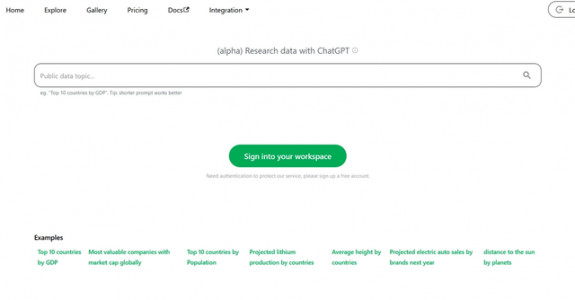 Home Explore Gallery Pricing Docs Integration Lo
(alpha) Research data with ChatGPT
Public data topic...
eg. "Top 10 countries by GDP". Tip: shorter prompt works better
Sign into your workspace
Need authentication to protect our service, please sign up a free account.
Examples
Top 10 countries Most valuable companies with Top 10 countries by Projected lithium Average height by Projected electric auto sales by distance to the sun
by GDP market cap globally Population production by countries countries brands next year by planets